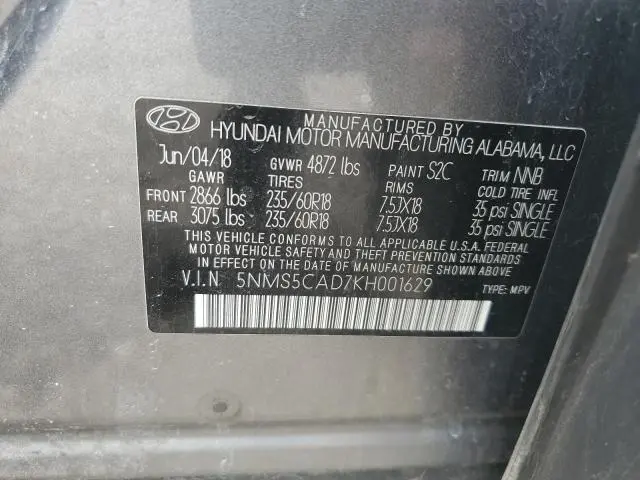 MANUFACTURED BY
HYUNDAI MOTOR MANUFACTURING ALABAMA, LLC
Jun/04/18 GVWR 4872 lbs PAINT S2C TRIM NNB
GAWR TIRES RIMS COLD TIRE INFL
FRONT 2866 lbs 235/60R18 7.5JX18 35 psi SINGLE
REAR 3075 lbs 235/60R18 7.5JX18 35 psi SINGLE
THIS VEHICLE CONFORMS TO ALL APPLICABLE U.S.A. FEDERAL
MOTOR VEHICLE SAFETY AND THEFT PREVENTION STANDARDS
IN EFFECT ON THE DATE OF MANUFACTURE SHOWN ABOVE.
V.I.N 5NMS5CAD7KH001629
TYPE: MPV